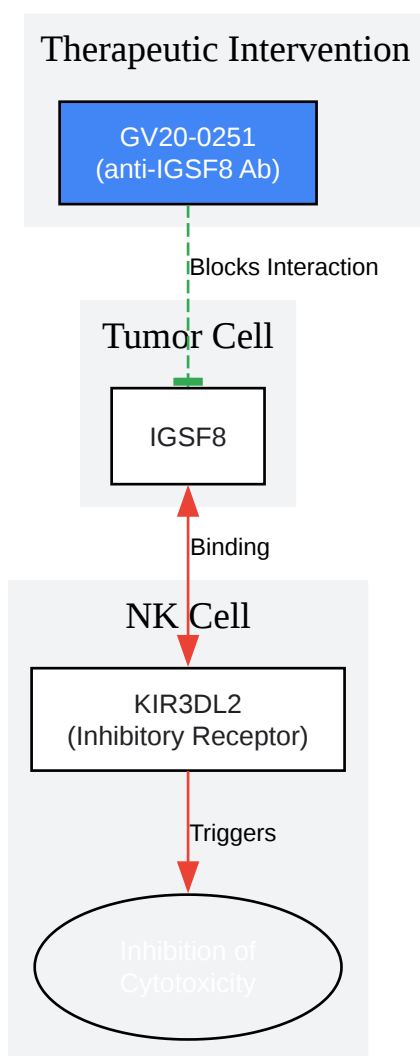 Therapeutic Intervention
GV20-0251
(anti-IGSF8 Ab)
Blocks Interaction
Tumor Cell
IGSF8
Binding
NK Cell
KIR3DL2
(Inhibitory Receptor)
Triggers
Inhibition of
Cytotoxicity